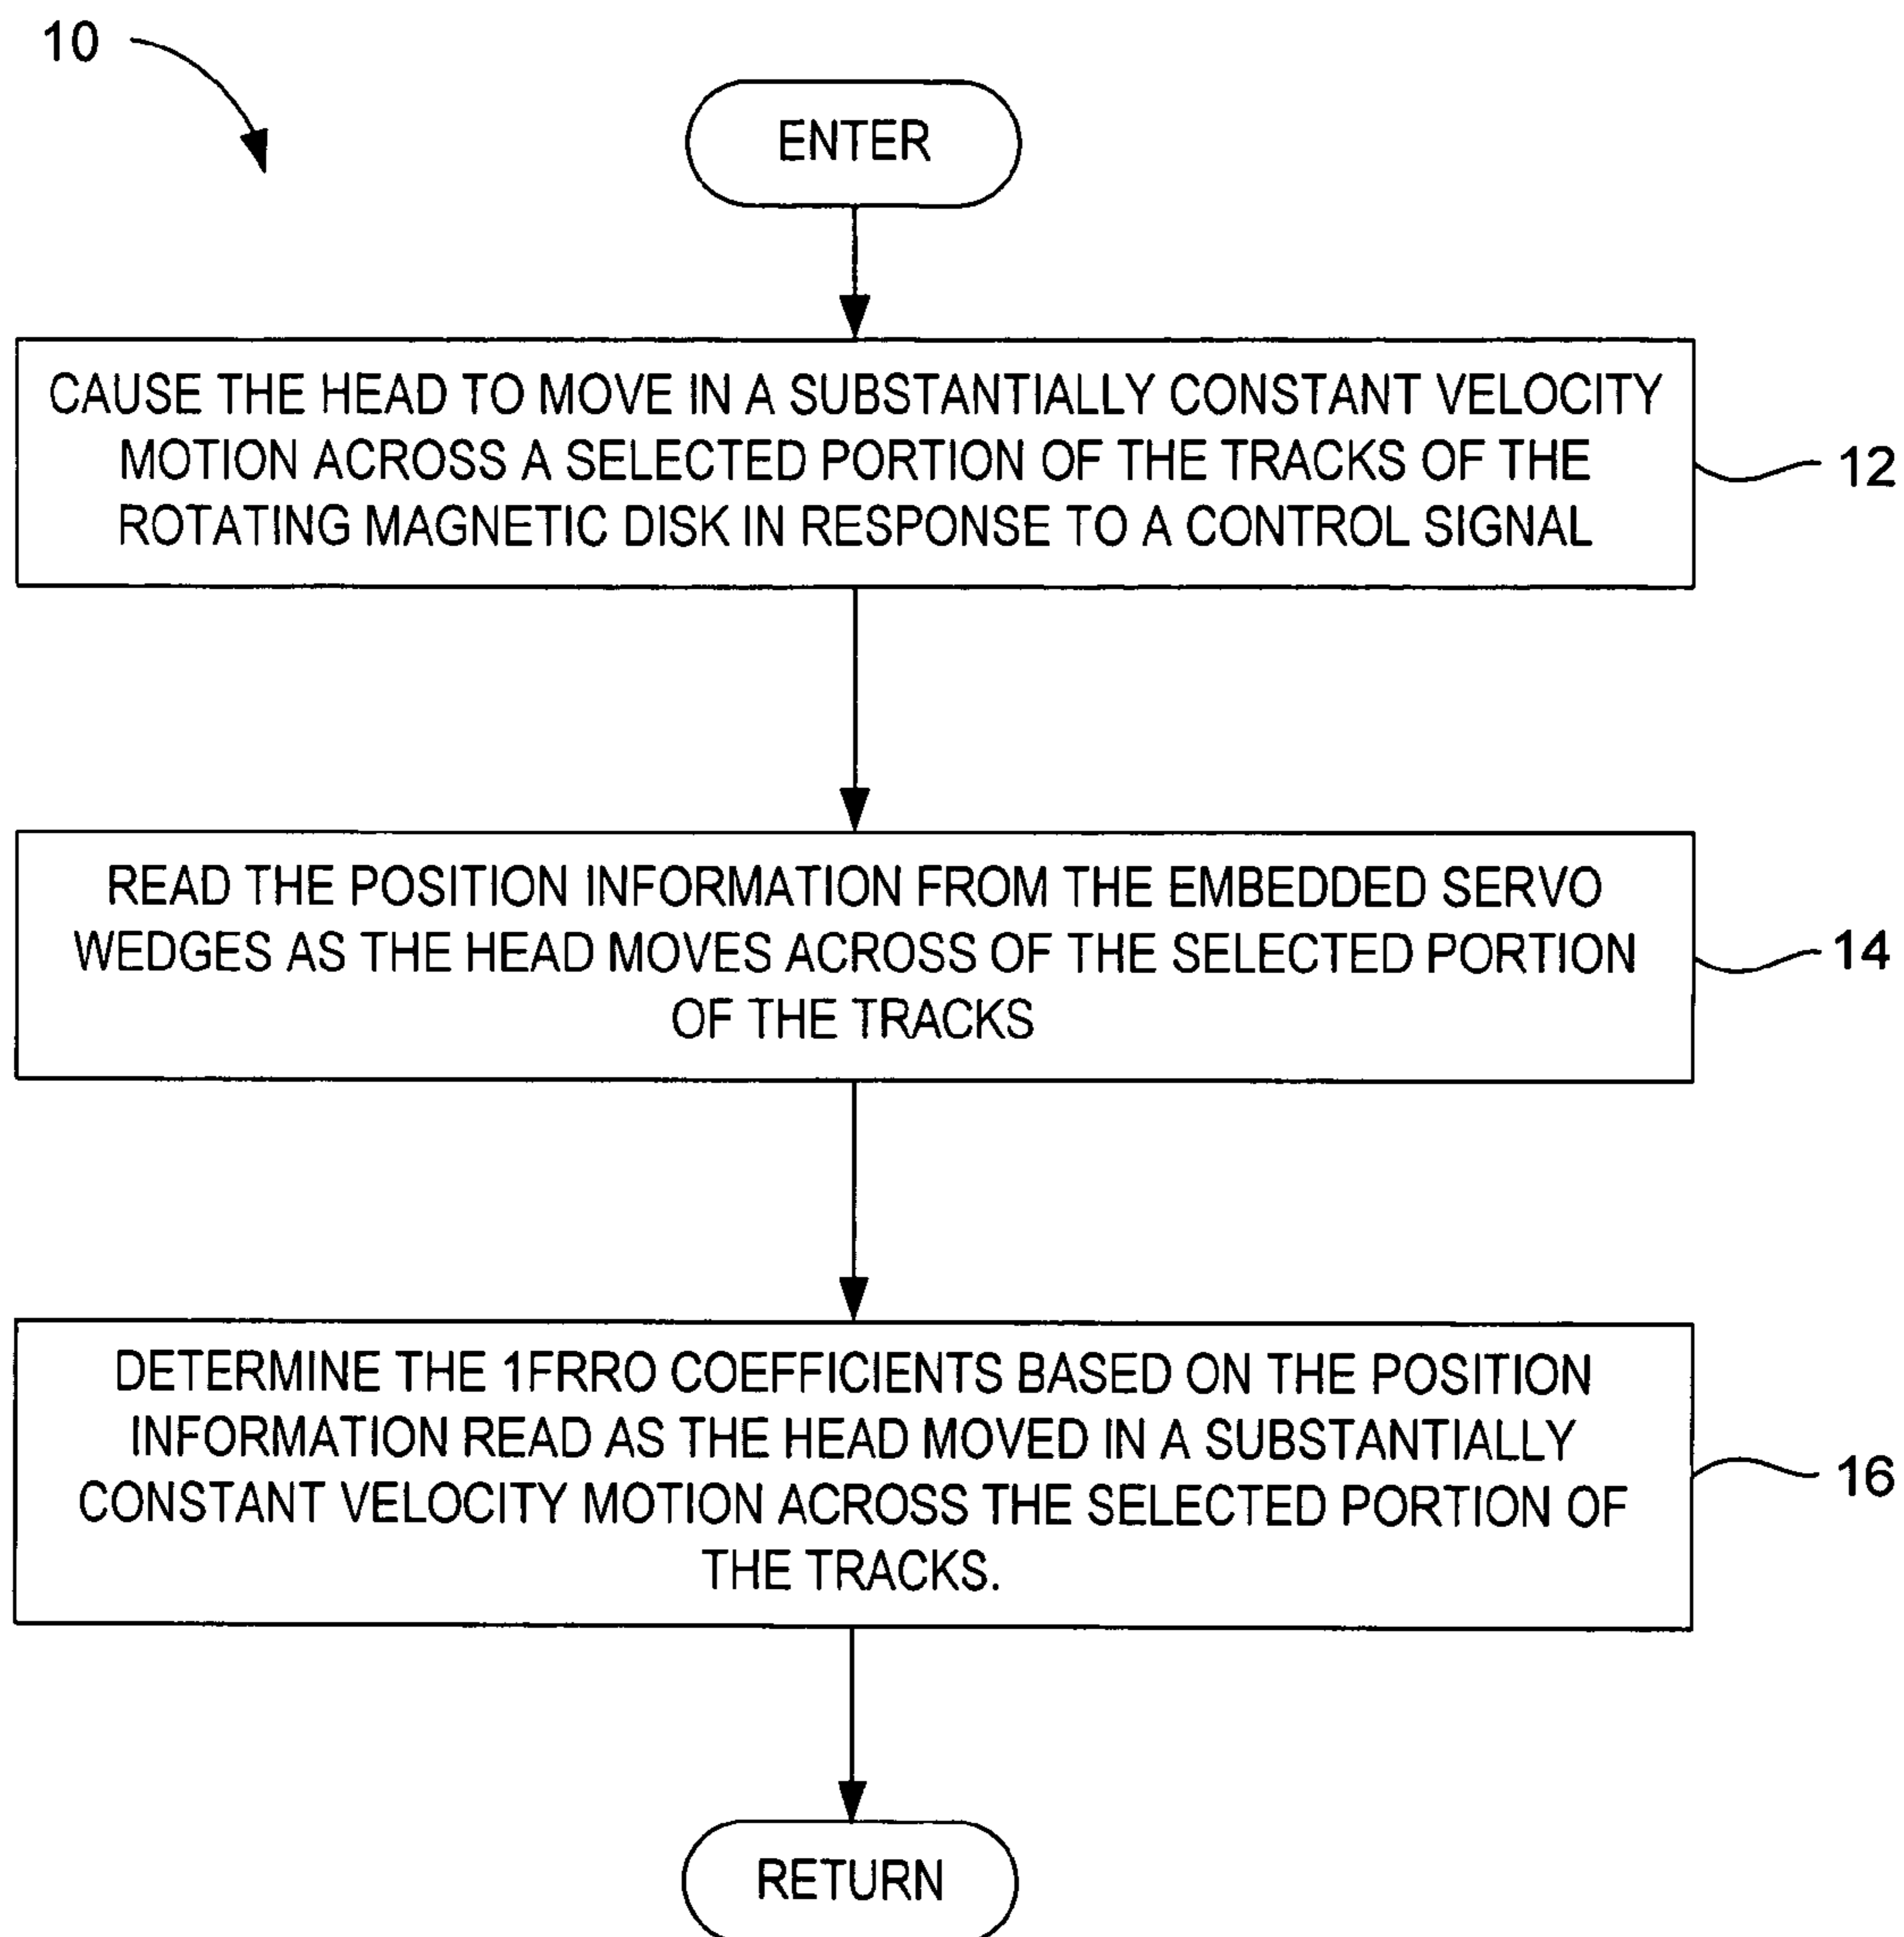 10
ENTER
CAUSE THE HEAD TO MOVE IN A SUBSTANTIALLY CONSTANT VELOCITY
MOTION ACROSS A SELECTED PORTION OF THE TRACKS OF THE
ROTATING MAGNETIC DISK IN RESPONSE TO A CONTROL SIGNAL
12
READ THE POSITION INFORMATION FROM THE EMBEDDED SERVO
WEDGES AS THE HEAD MOVES ACROSS OF THE SELECTED PORTION
OF THE TRACKS
14
DETERMINE THE 1FRRO COEFFICIENTS BASED ON THE POSITION
INFORMATION READ AS THE HEAD MOVED IN A SUBSTANTIALLY
CONSTANT VELOCITY MOTION ACROSS THE SELECTED PORTION OF
THE TRACKS.
16
RETURN